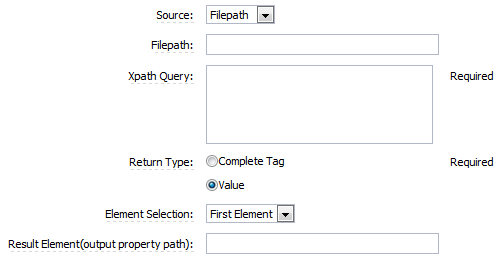 Source: Filepath
Filepath:
Xpath Query: Required
Return Type: Complete Tag Required
Value
Element Selection: First Element
Result Element(output property path):